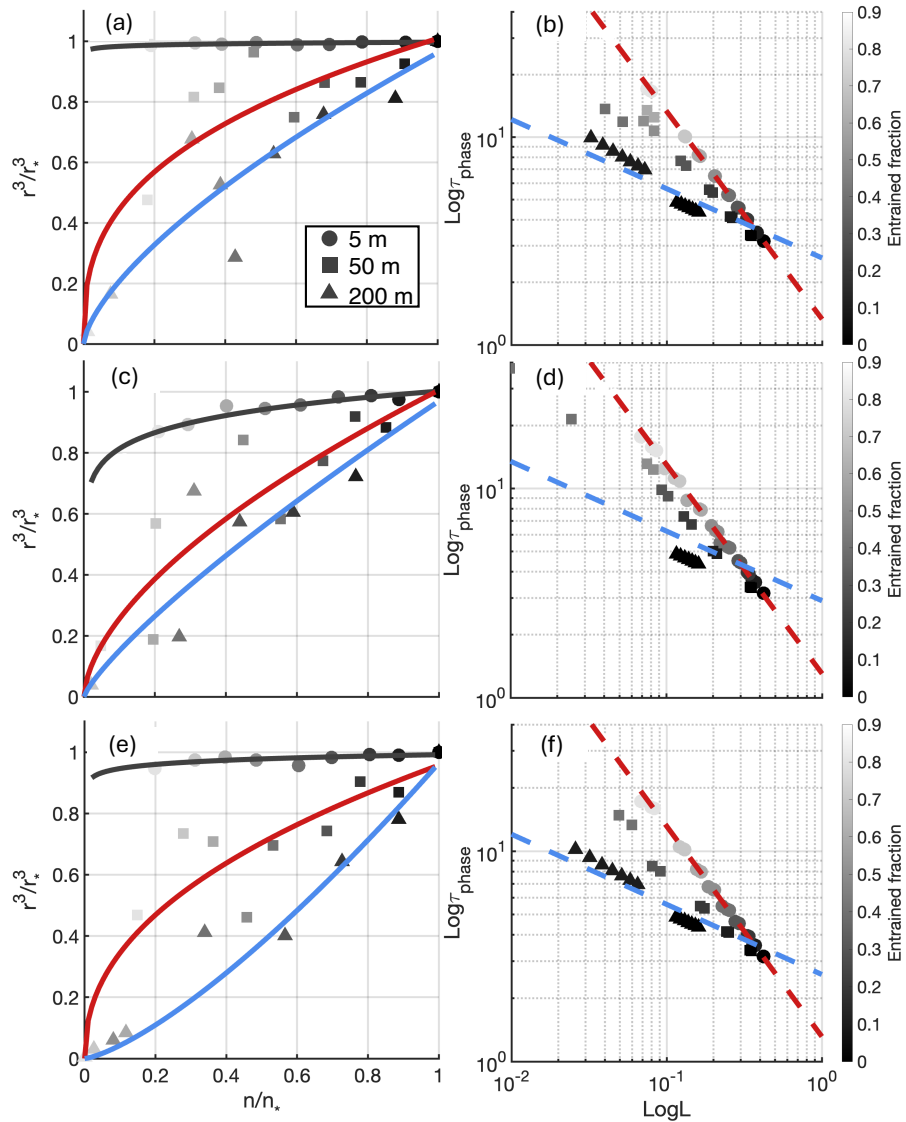 (a)
r³/r*³
1
0.8
0.6
0.4
0.2
0
5 m
50 m
200 m
(b)
Logτphase
10¹
10⁰
0.9
0.8
0.7
0.6
0.5
0.4
0.3
0.2
0.1
0
Entrained fraction
(c)
r³/r*³
1
0.8
0.6
0.4
0.2
0
(d)
Logτphase
10¹
10⁰
0.9
0.8
0.7
0.6
0.5
0.4
0.3
0.2
0.1
0
Entrained fraction
(e)
r³/r*³
1
0.8
0.6
0.4
0.2
0
0 0.2 0.4 0.6 0.8 1
n/n*
(f)
Logτphase
10¹
10⁰
10⁻² 10⁻¹ 10⁰
LogL
0.9
0.8
0.7
0.6
0.5
0.4
0.3
0.2
0.1
0
Entrained fraction